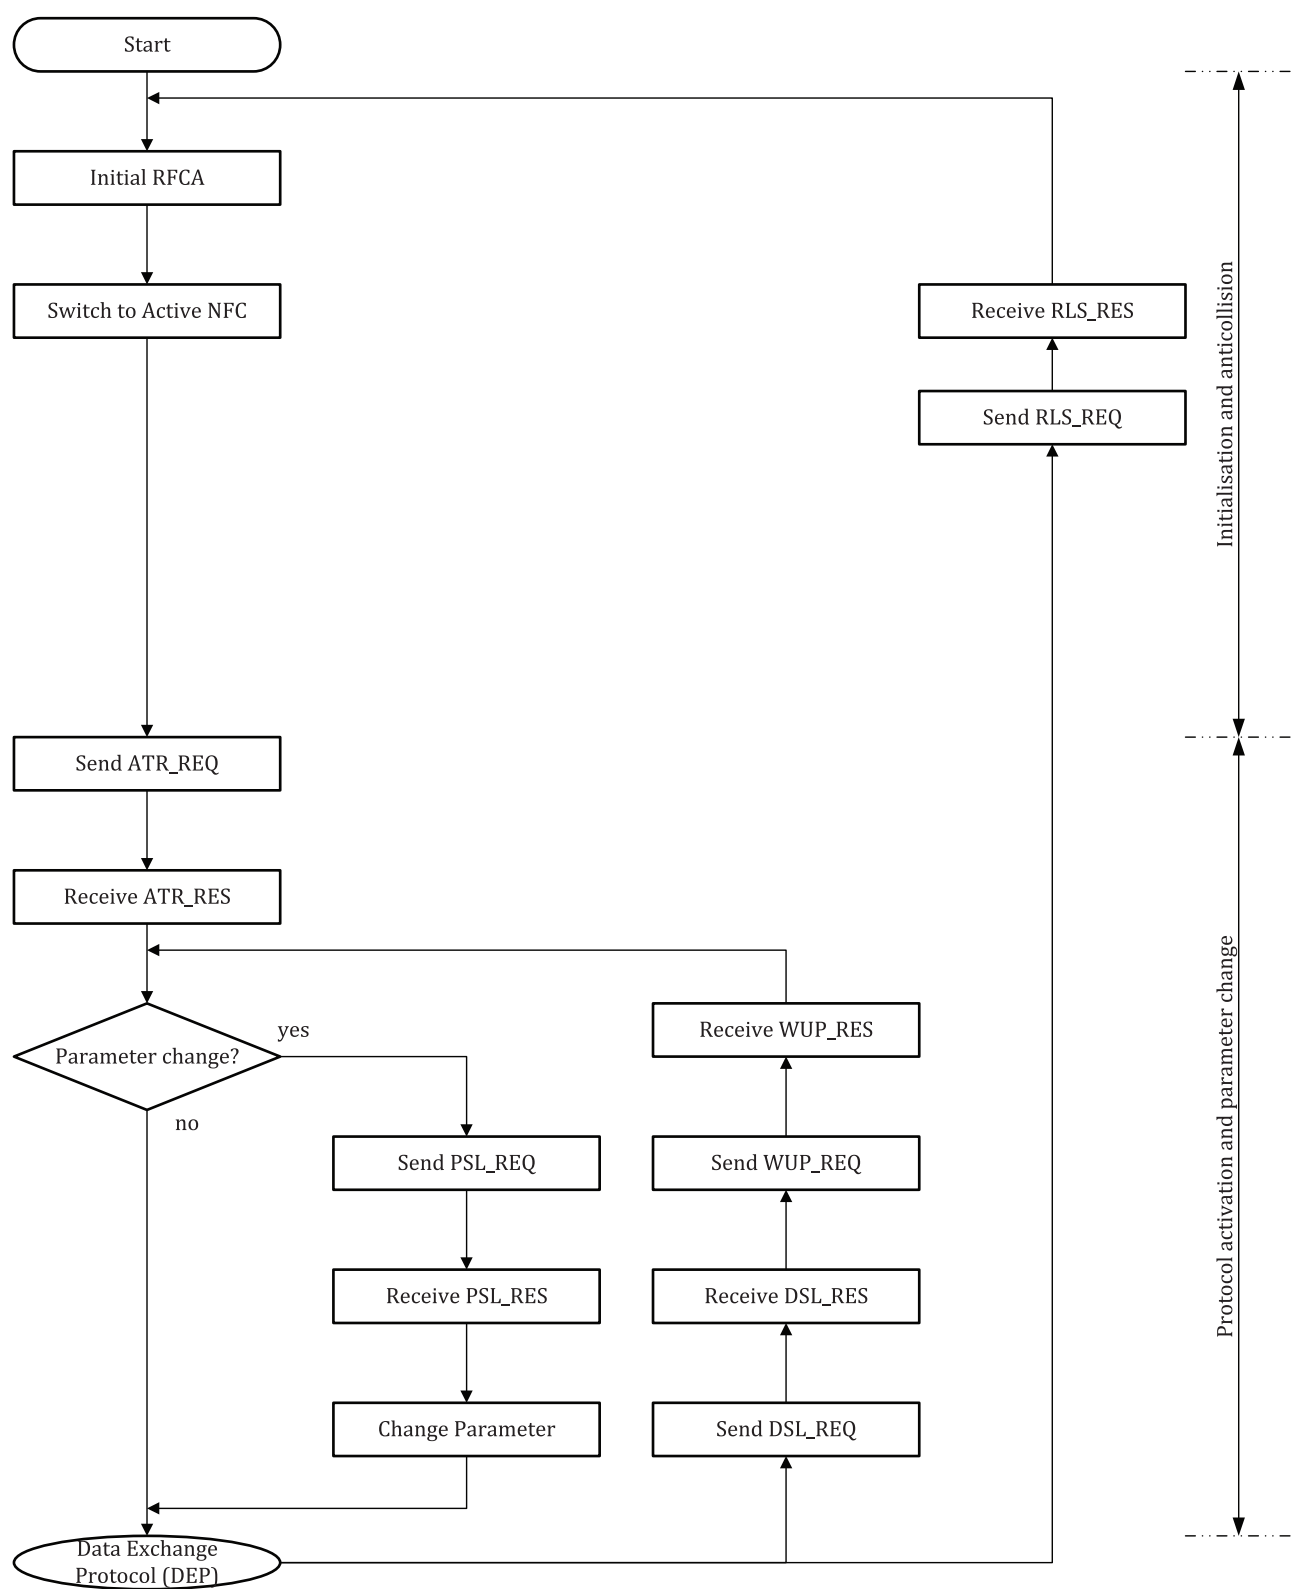 Start
Initial RFCA
Switch to Active NFC
Receive RLS_RES
Send RLS_REQ
Initialisation and anticollision
Send ATR_REQ
Receive ATR_RES
Parameter change?
yes
no
Receive WUP_RES
Send PSL_REQ
Send WUP_REQ
Receive PSL_RES
Receive DSL_RES
Change Parameter
Send DSL_REQ
Protocol activation and parameter change
Data Exchange
Protocol (DEP)